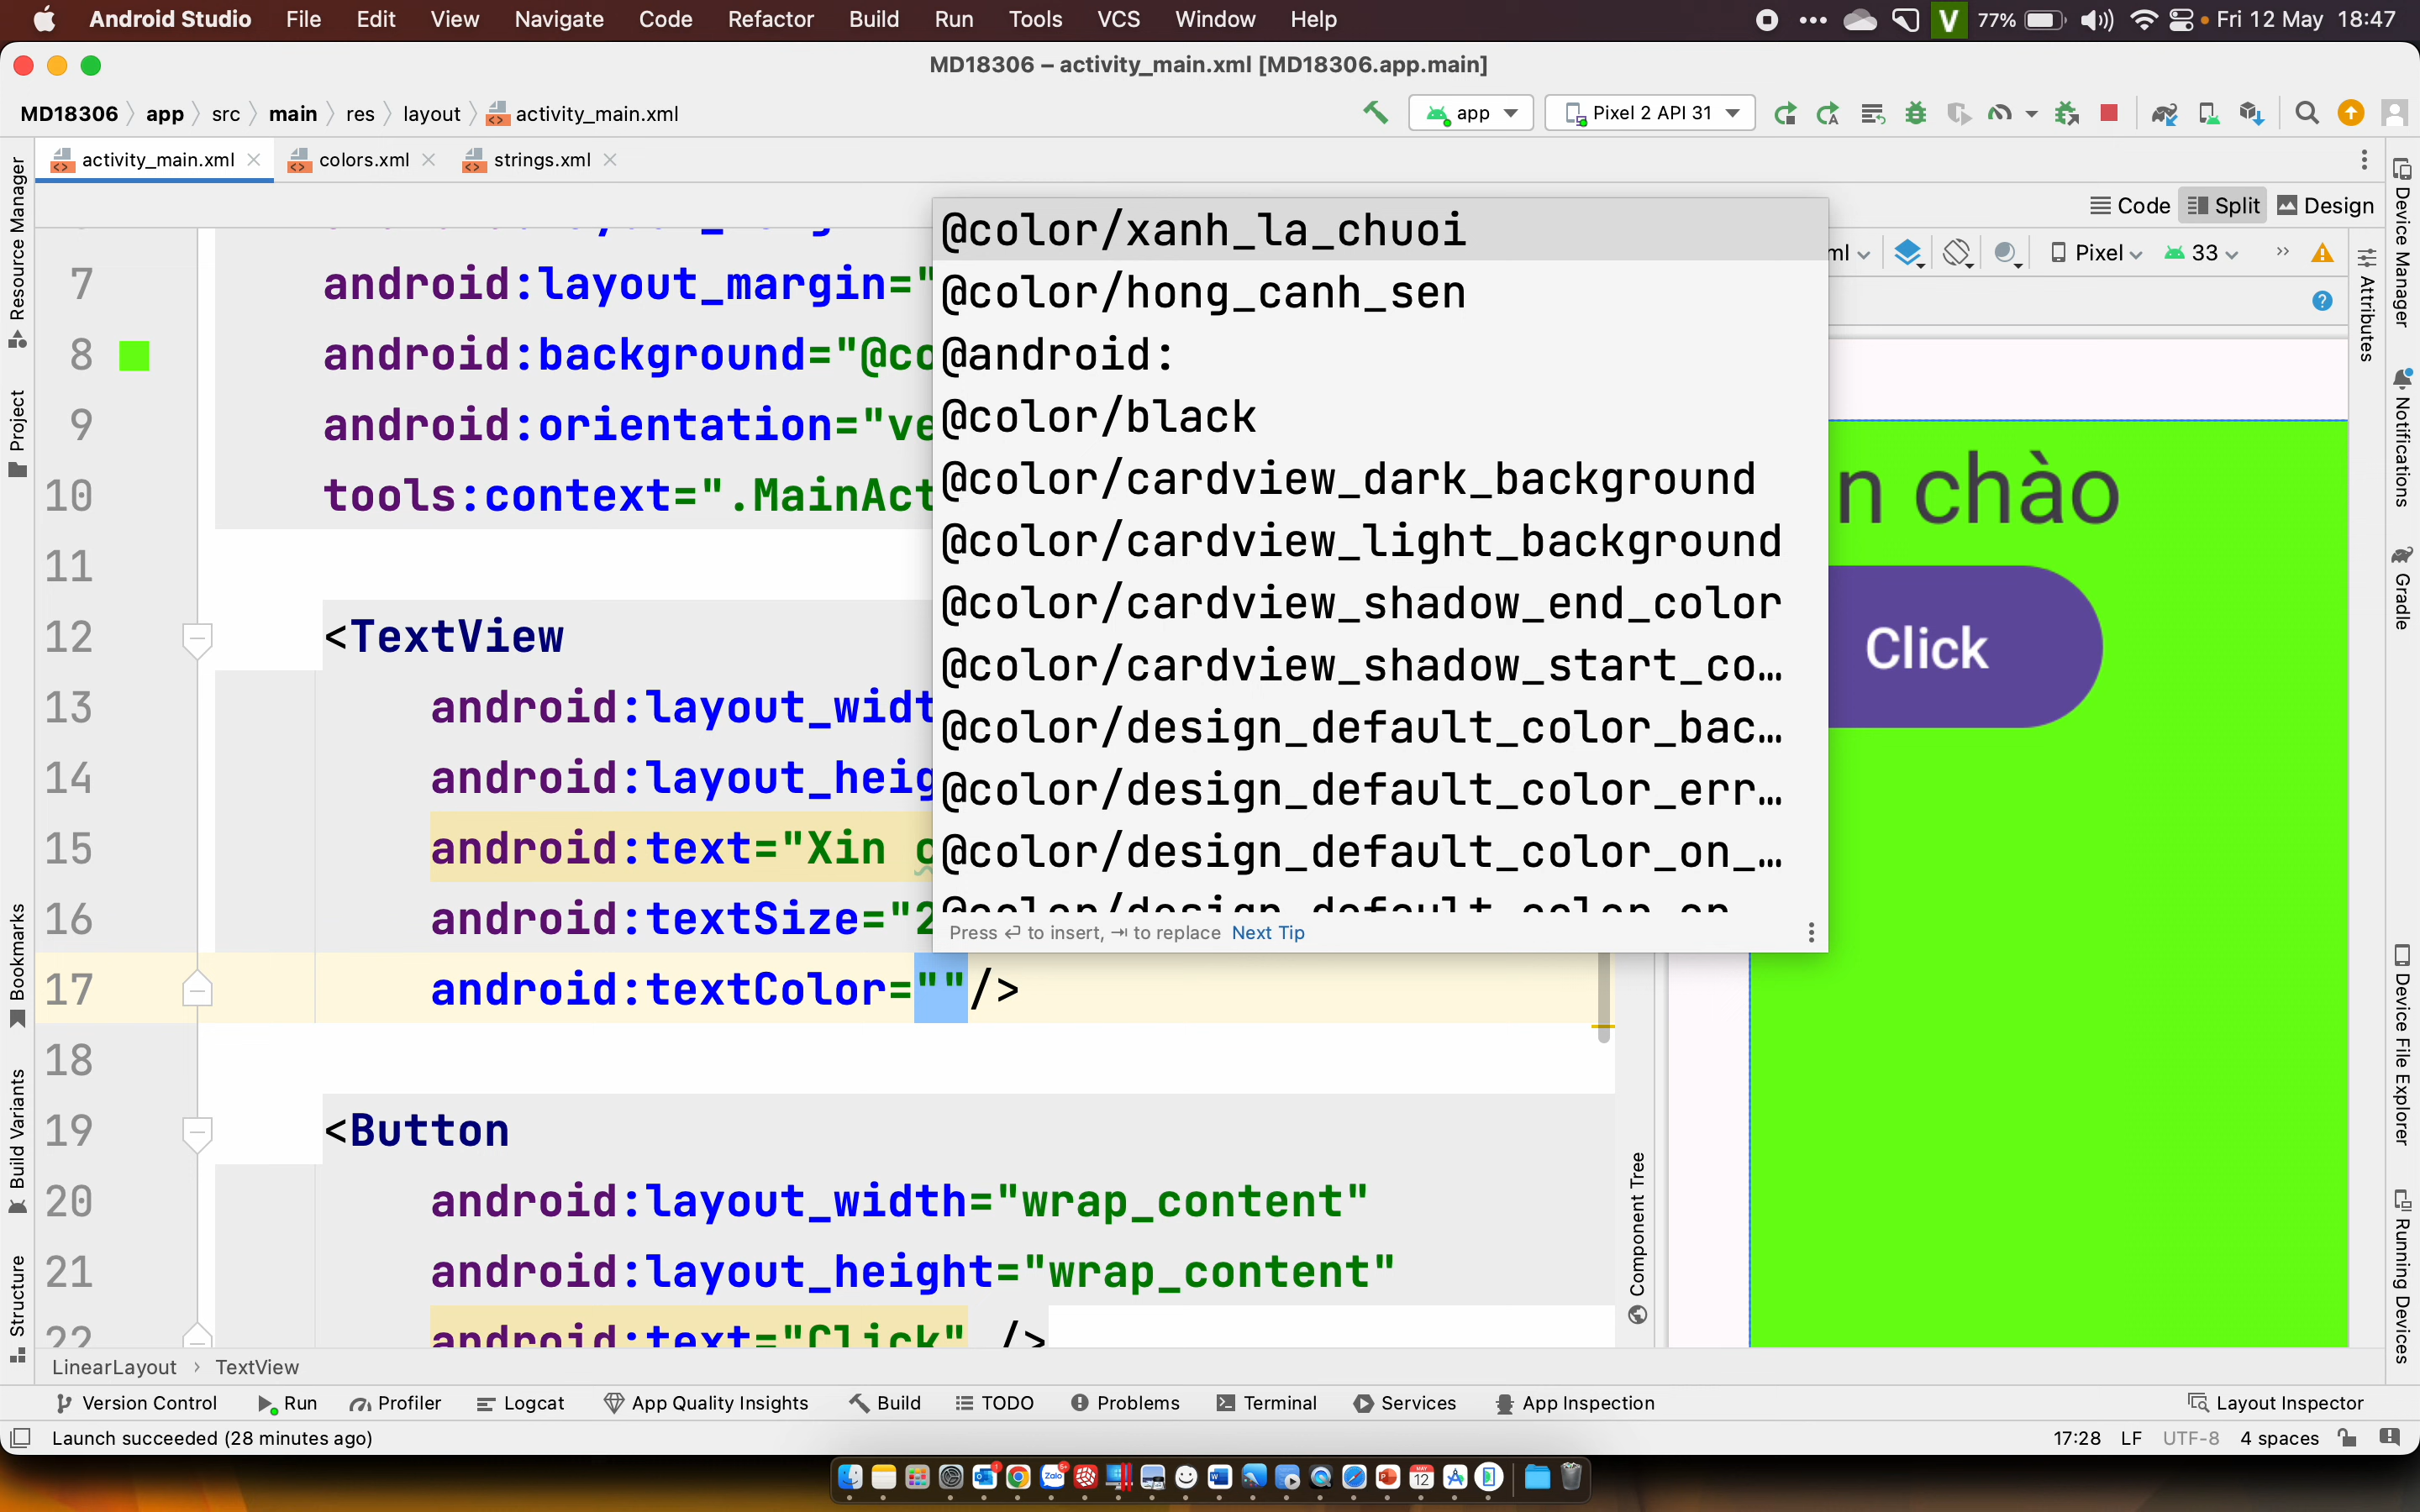 Android Studio File Edit View Navigate Code Refactor Build Run Tools VCS Window Help
V 77% Fri 12 May 18:47
MD18306 – activity_main.xml [MD18306.app.main]
MD18306 app src main res layout activity_main.xml
app Pixel 2 API 31
activity_main.xml colors.xml strings.xml
Code Split Design
Pixel 33
7 android:layout_margin="
8 android:background="@co
9 android:orientation="ve
10 tools:context=".MainAct
11
12 <TextView
13 android:layout_widt
14 android:layout_heig
15 android:text="Xin c
16 android:textSize="2
17 android:textColor=""/>
18
19 <Button
20 android:layout_width="wrap_content"
21 android:layout_height="wrap_content"
22 android:text="Click" />
@color/xanh_la_chuoi
@color/hong_canh_sen
@android:
@color/black
@color/cardview_dark_background
@color/cardview_light_background
@color/cardview_shadow_end_color
@color/cardview_shadow_start_co…
@color/design_default_color_bac…
@color/design_default_color_err…
@color/design_default_color_on_…
@color/design_default_color_on
Press ↩ to insert, ⇥ to replace Next Tip
n chào
Click
Resource Manager
Project
Bookmarks
Build Variants
Structure
Component Tree
Attributes
Device Manager
Notifications
Gradle
Device File Explorer
Running Devices
LinearLayout › TextView
Version Control Run Profiler Logcat App Quality Insights Build TODO Problems Terminal Services App Inspection Layout Inspector
Launch succeeded (28 minutes ago)
17:28 LF UTF-8 4 spaces
Zalo
12